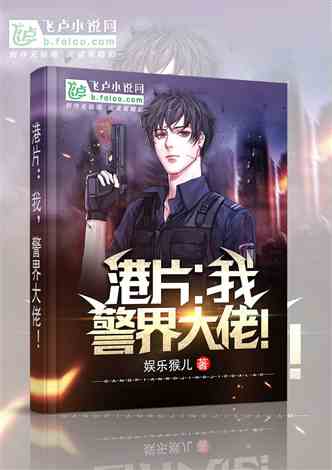 飞卢小说网
b.faloo.com
飞卢小说网
b.faloo.com
港片：我，警界大佬！
港片：我
警界大佬！
娱乐猴儿 著